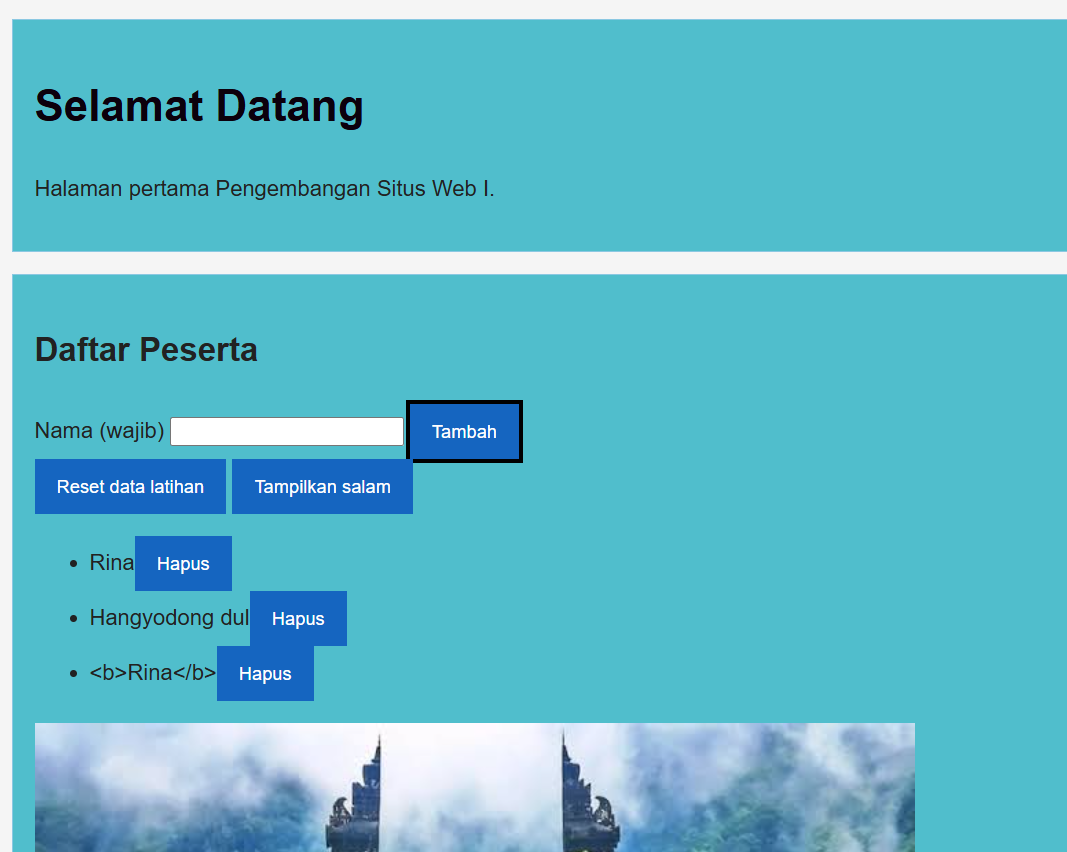 Selamat Datang
Halaman pertama Pengembangan Situs Web I.
Daftar Peserta
Nama (wajib) Tambah
Reset data latihan Tampilkan salam
Rina Hapus
Hangyodong dul Hapus
<b>Rina</b> Hapus